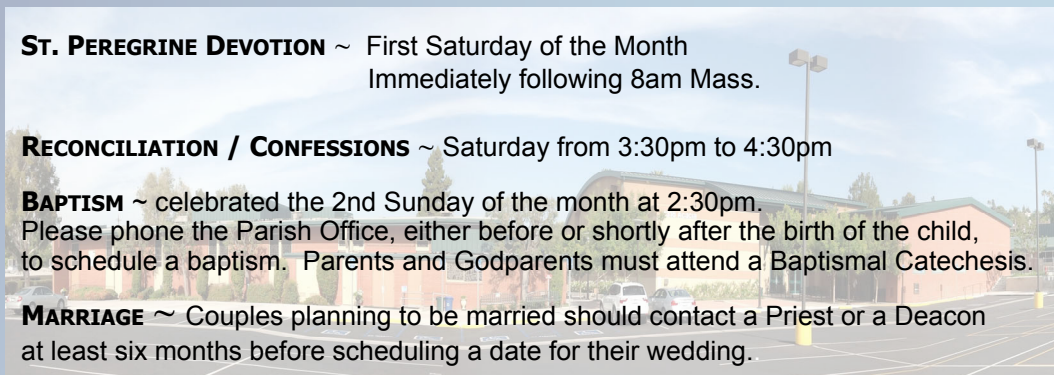 ST. PEREGRINE DEVOTION ~ First Saturday of the Month
Immediately following 8am Mass.
RECONCILIATION / CONFESSIONS ~ Saturday from 3:30pm to 4:30pm
BAPTISM ~ celebrated the 2nd Sunday of the month at 2:30pm.
Please phone the Parish Office, either before or shortly after the birth of the child,
to schedule a baptism. Parents and Godparents must attend a Baptismal Catechesis.
MARRIAGE ~ Couples planning to be married should contact a Priest or a Deacon
at least six months before scheduling a date for their wedding.